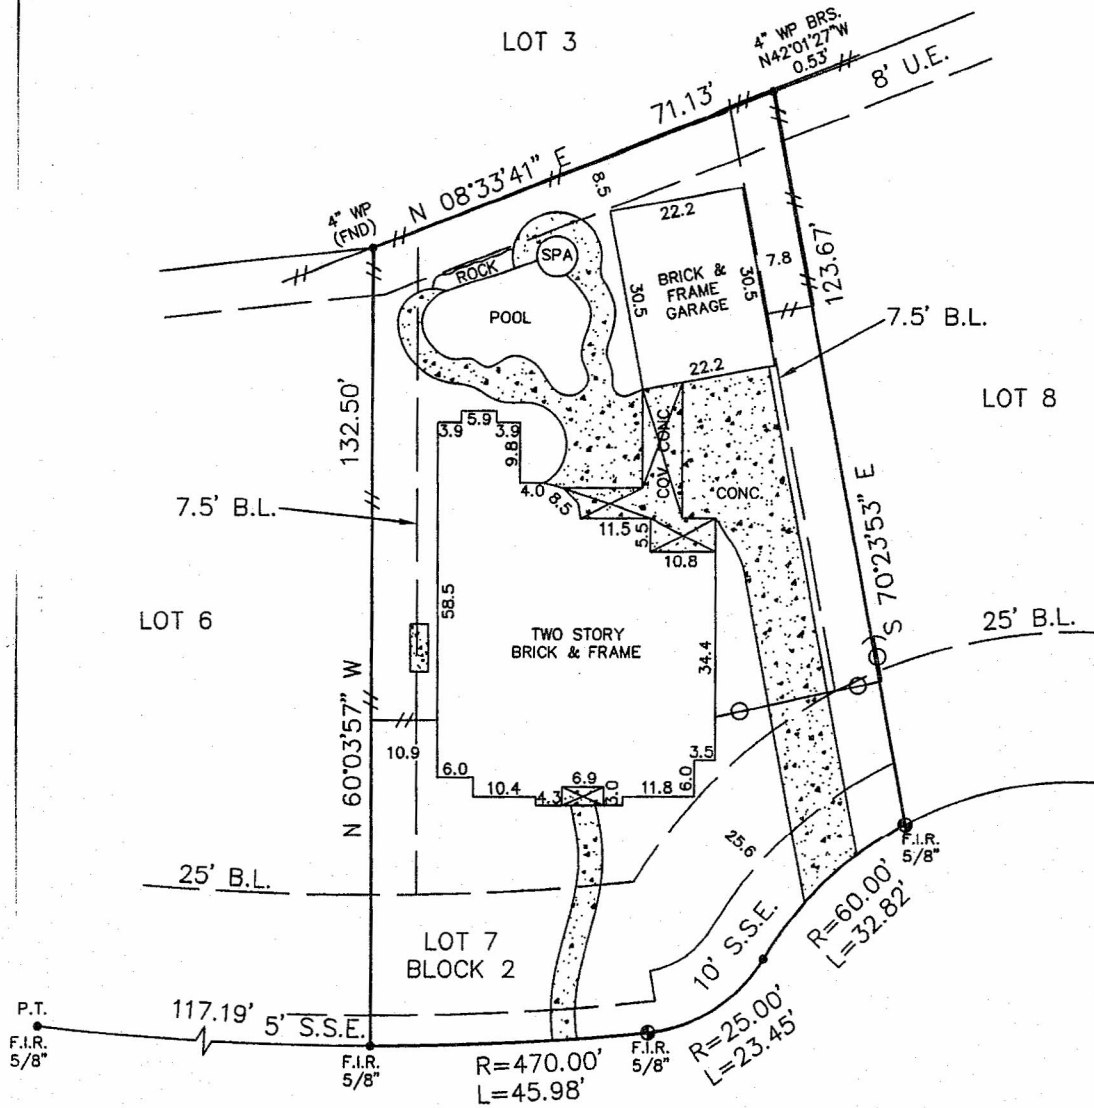 LOT 3
4" WP BRS.
N42°01'27"W
0.53'
8' U.E.
71.13'
N 08°33'41" E
4" WP
(FND)
8.5
22.2
SPA
ROCK
POOL
BRICK &
FRAME
GARAGE
30.5
30.5
7.8
123.67'
7.5' B.L.
22.2
LOT 8
132.50'
5.9
3.9
3.9
9.8
COV. CONC.
CONC.
4.0
8.5
11.5
5.5
10.8
7.5' B.L.
S 70°23'53" E
58.5
LOT 6
TWO STORY
BRICK & FRAME
34.4
25' B.L.
N 60°03'57" W
10.9
3.5
6.0
6.0
10.4
6.9
11.8
4.3
3.0
25.6
F.I.R.
5/8"
25' B.L.
R=60.00'
L=32.82'
LOT 7
BLOCK 2
10' S.S.E.
P.T.
117.19'
5' S.S.E.
F.I.R.
5/8"
F.I.R.
5/8"
R=470.00'
L=45.98'
F.I.R.
5/8"
R=25.00'
L=23.45'